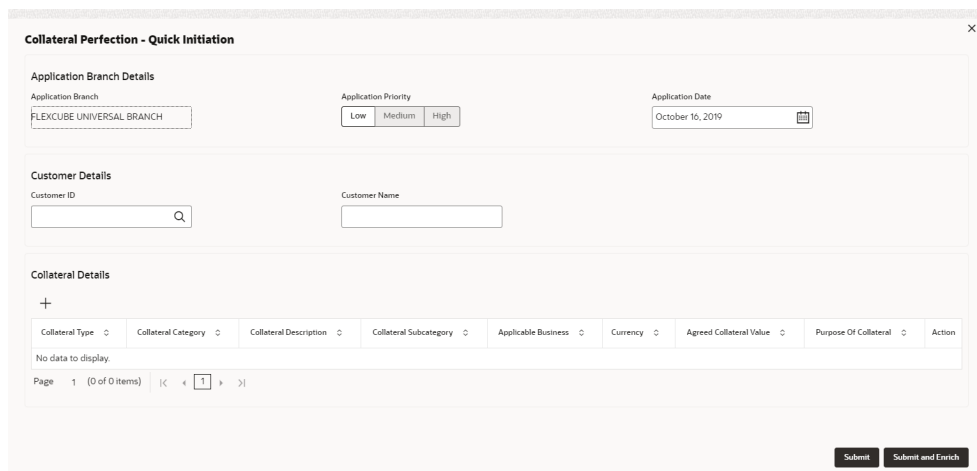 Collateral Perfection - Quick Initiation
Application Branch Details
Application Branch
Application Priority
Application Date
FLEXCUBE UNIVERSAL BRANCH
Low Medium High
October 16, 2019
Customer Details
Customer ID
Customer Name
Collateral Details
Collateral Type Collateral Category Collateral Description Collateral Subcategory Applicable Business Currency Agreed Collateral Value Purpose Of Collateral Action
No data to display.
Page 1 (0 of 0 items) 1
Submit Submit and Enrich